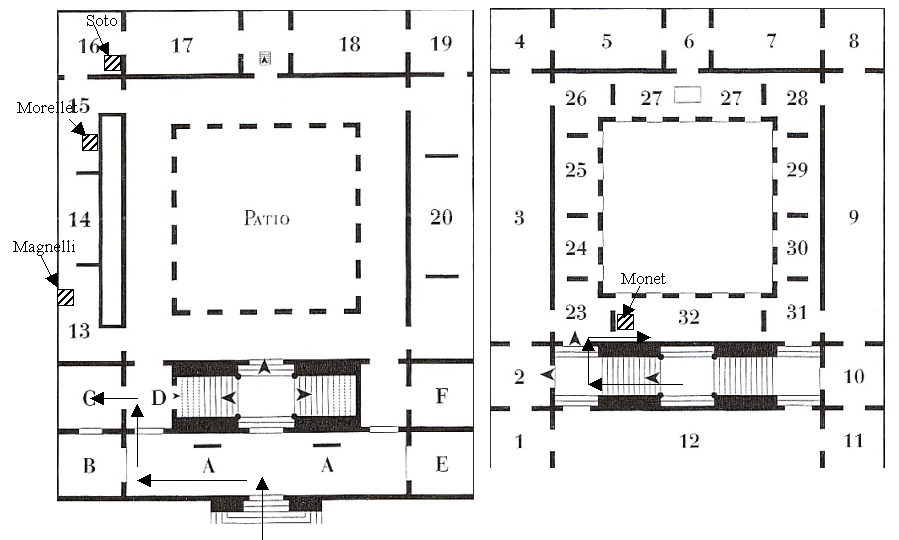 Soto
16 17 18 19
4 5 6 7 8
15
Morellet
26 27 27 28
25 29
14 PATIO 20
3 9
Magnelli
24 30
Monet
13
23 32 31
C D F
2 10
B A A E
1 12 11